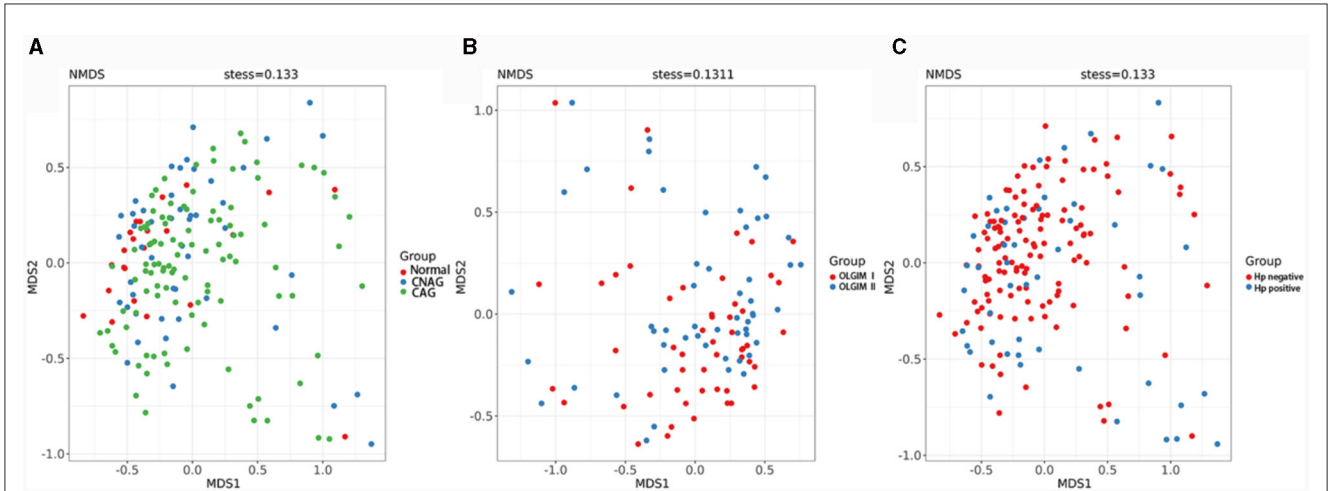 A
NMDS stess=0.133
0.5
0.0
-0.5
-1.0
MDS2
-0.5 0.0 0.5 1.0
MDS1
Group
Normal
CNAG
CAG
B
NMDS stess=0.1311
1.0
0.5
0.0
-0.5
MDS2
-1.0 -0.5 0.0 0.5
MDS1
Group
OLGIM I
OLGIM II
C
NMDS stess=0.133
0.5
0.0
-0.5
-1.0
MDS2
-0.5 0.0 0.5 1.0
MDS1
Group
Hp negative
Hp positive